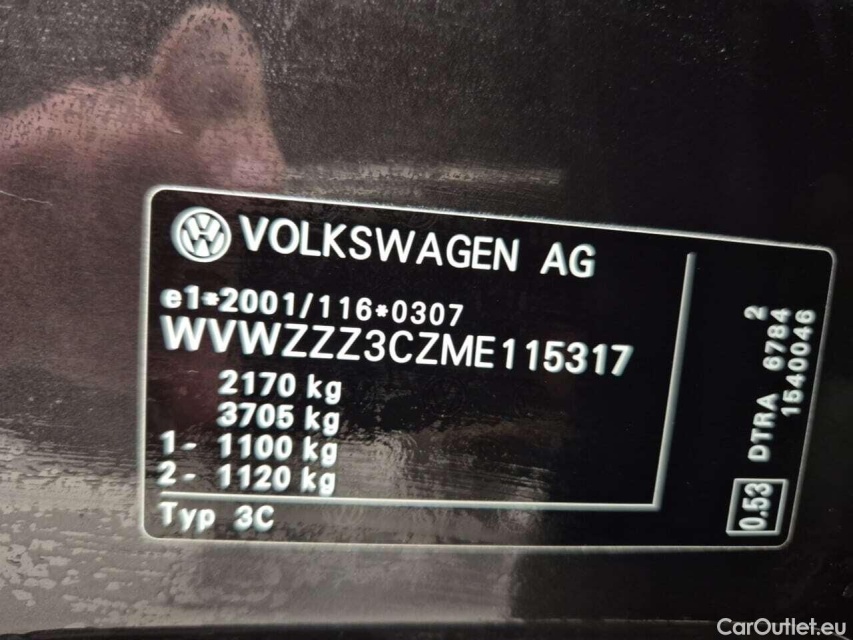 VOLKSWAGEN AG
e1*2001/116*0307
WVWZZZ3CZME115317
2170 kg
3705 kg
1- 1100 kg
2- 1120 kg
Typ 3C
2
DTRA 6784
1540046
0.53
CarOutlet.eu